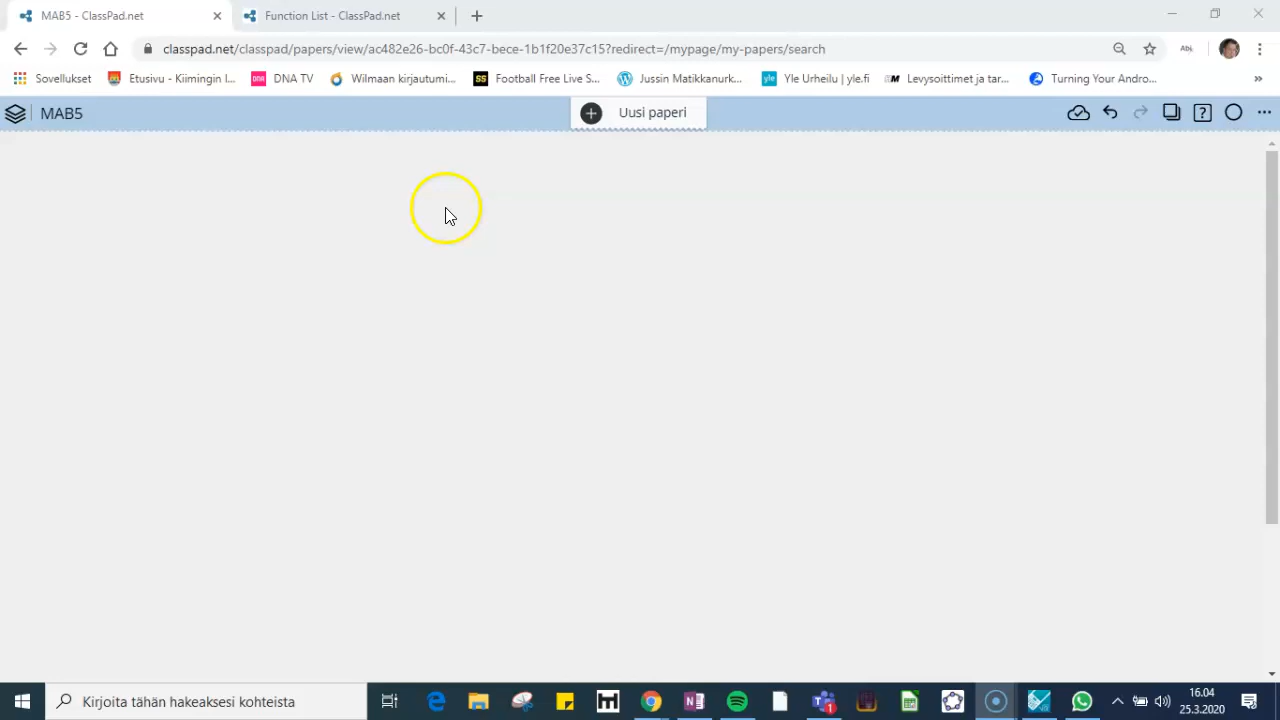 MAB5 - ClassPad.net
Function List - ClassPad.net
classpad.net/classpad/papers/view/ac482e26-bc0f-43c7-bece-1b1f20e37c15?redirect=/mypage/my-papers/search
Sovellukset
Etusivu - Kiimingin l...
DNA TV
Wilmaan kirjautumi...
Football Free Live S...
Jussin Matikkanurk...
Yle Urheilu | yle.fi
Levysoittimet ja tar...
Turning Your Andro...
MAB5
Uusi paperi
Kirjoita tähän hakeaksesi kohteista
16.04
25.3.2020